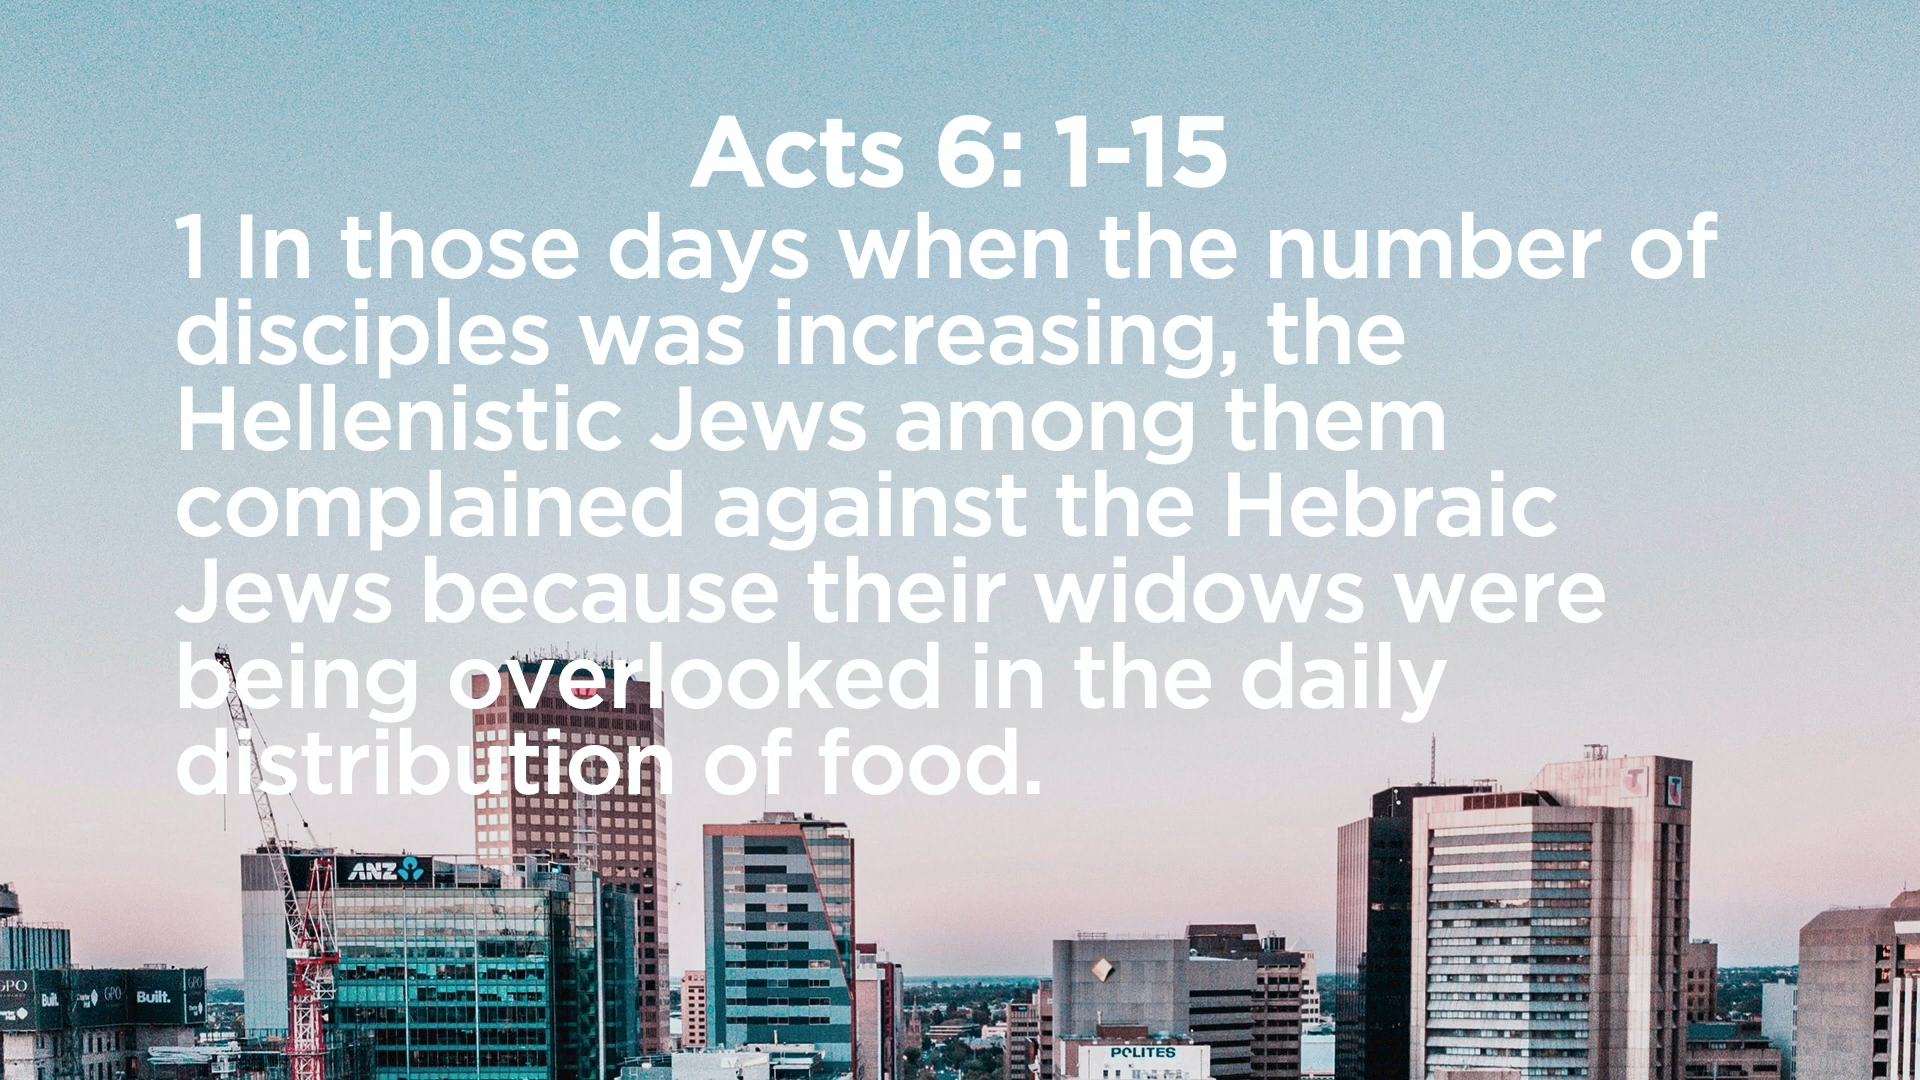 Acts 6: 1-15
1 In those days when the number of
disciples was increasing, the
Hellenistic Jews among them
complained against the Hebraic
Jews because their widows were
being overlooked in the daily
distribution of food.
ANZ
GPO
Built.
GPO
Built.
POLITES